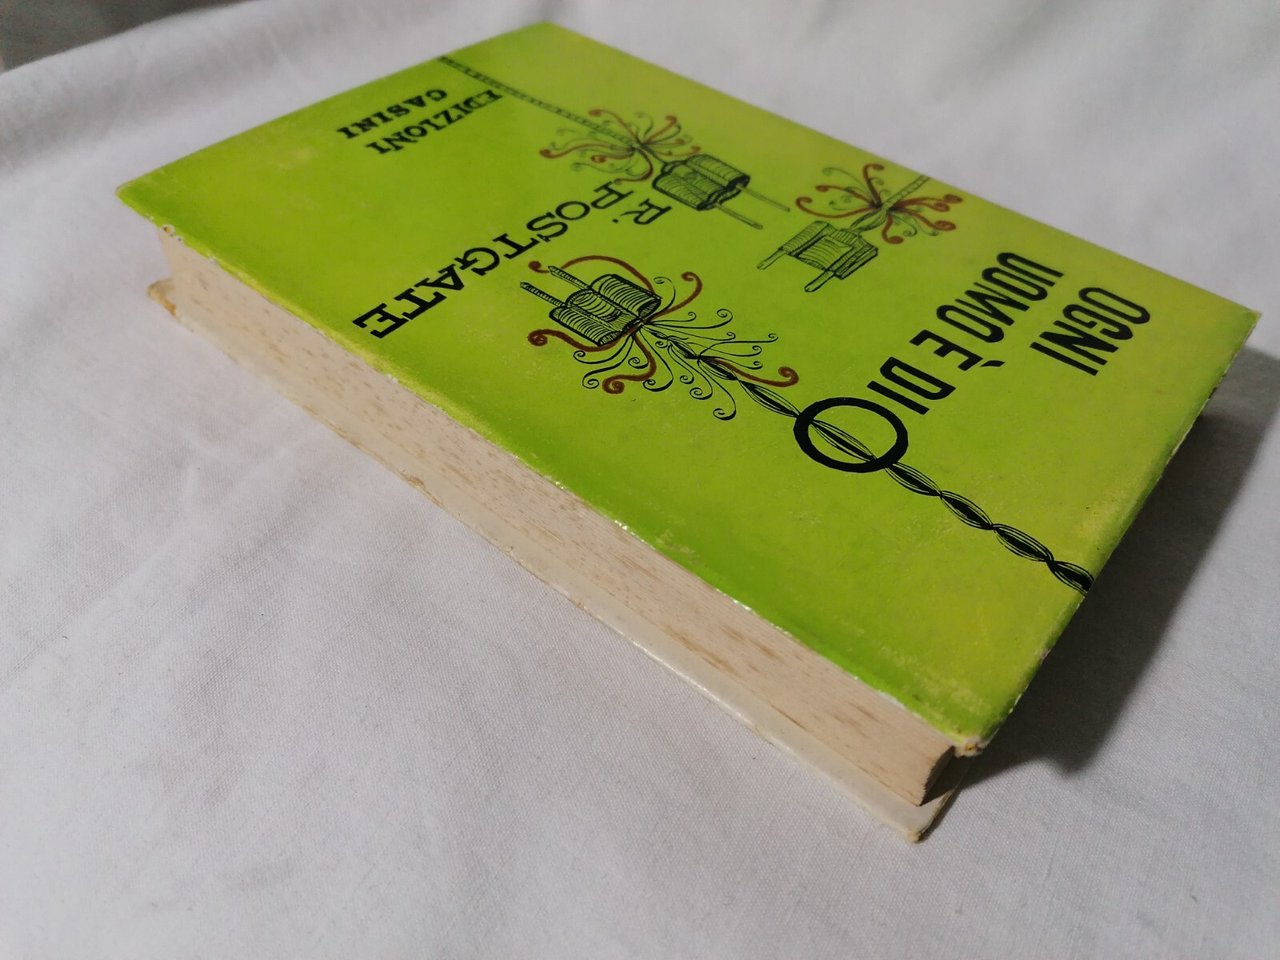 OGNI
UOMO È DIO
R.
POSTGATE
EDIZIONI
CASINI